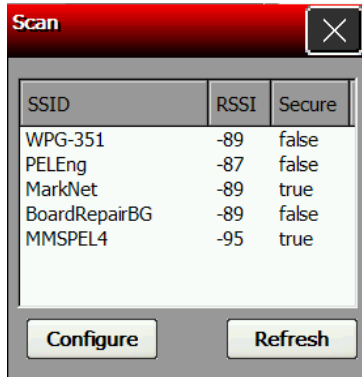 Scan
SSID RSSI Secure
WPG-351 -89 false
PELEng -87 false
MarkNet -89 true
BoardRepairBG -89 false
MMSPEL4 -95 true
Configure Refresh